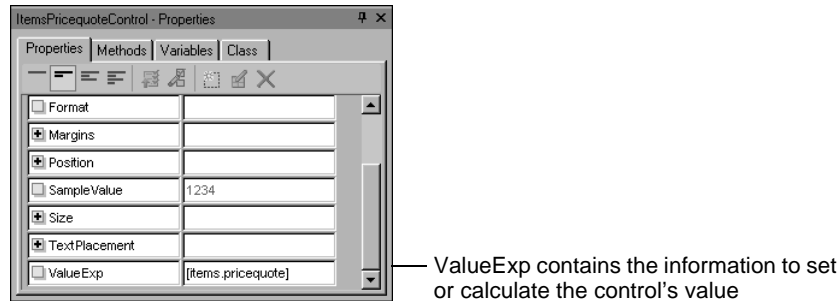 ItemsPricequoteControl - Properties
Properties Methods Variables Class
Format
Margins
Position
SampleValue 1234
Size
TextPlacement
ValueExp [items.pricequote]
ValueExp contains the information to set
or calculate the control's value